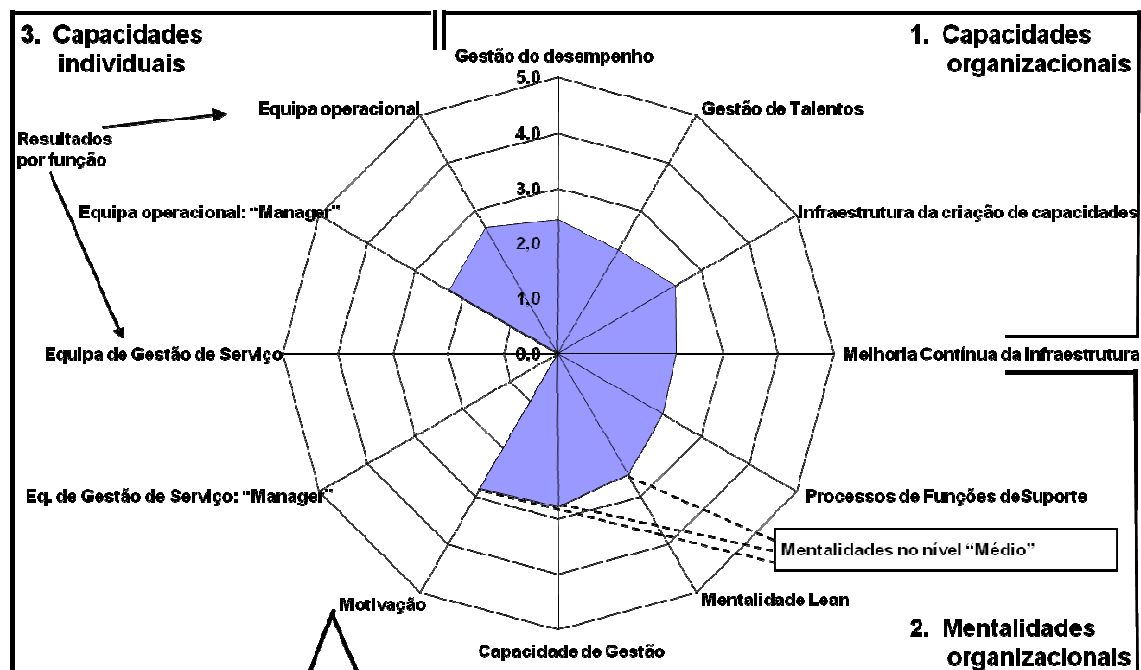 3. Capacidades
individuais
1. Capacidades
organizacionais
Gestão do desempenho
5,0
Equipa operacional
Gestão de Talentos
4,0
Resultados
por função
3,0
Equipa operacional: “Manager”
Infraestrutura da criação de capacidades
2,0
1,0
Equipa de Gestão de Serviço
0,0
Melhoria Contínua da Infraestrutura
Eq. de Gestão de Serviço: “Manager”
Processos de Funções deSuporte
Mentalidades no nível “Médio”
Motivação
Mentalidade Lean
Capacidade de Gestão
2. Mentalidades
organizacionais